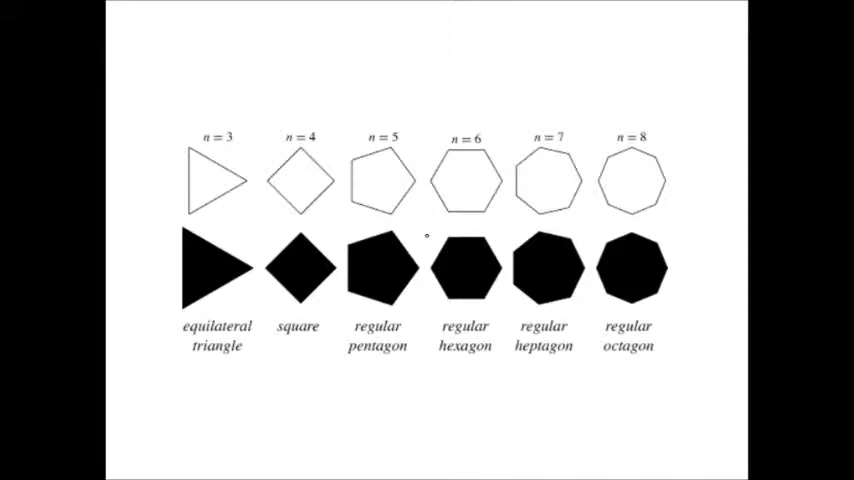 n = 3 n = 4 n = 5 n = 6 n = 7 n = 8
equilateral square regular regular regular regular
triangle pentagon hexagon heptagon octagon